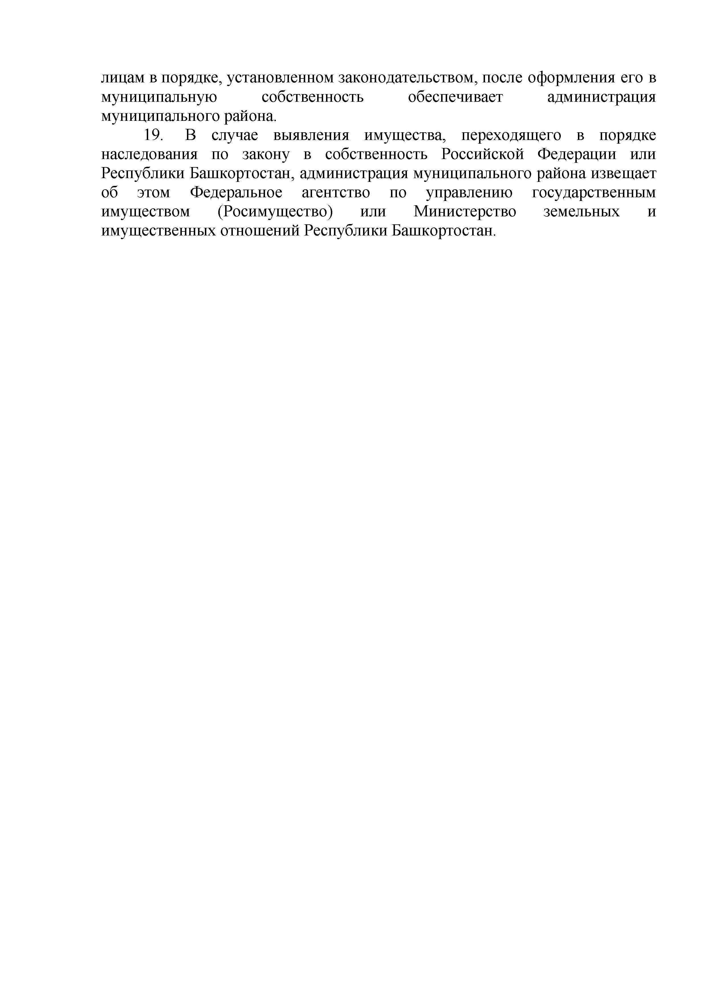 лицам в порядке, установленном законодательством, после оформления его в
муниципальную собственность обеспечивает администрация
муниципального района.
19. В случае выявления имущества, переходящего в порядке
наследования по закону в собственность Российской Федерации или
Республики Башкортостан, администрация муниципального района извещает
об этом Федеральное агентство по управлению государственным
имуществом (Росимущество) или Министерство земельных и
имущественных отношений Республики Башкортостан.